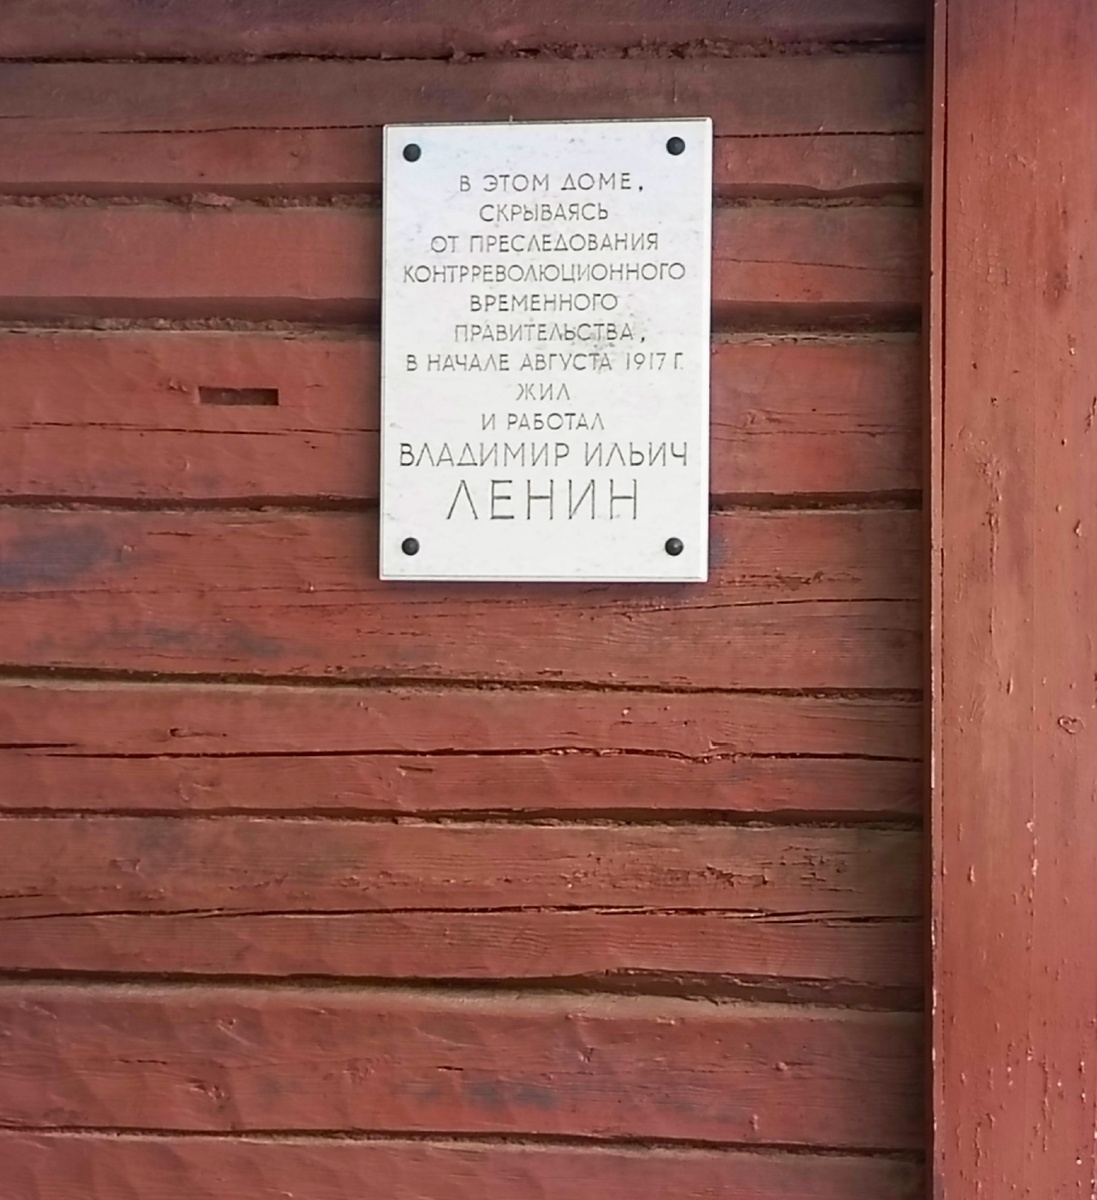 В ЭТОМ ДОМЕ,
СКРЫВАЯСЬ
ОТ ПРЕСЛЕДОВАНИЯ
КОНТРРЕВОЛЮЦИОННОГО
ВРЕМЕННОГО
ПРАВИТЕЛЬСТВА,
В НАЧАЛЕ АВГУСТА 1917 Г.
ЖИЛ
И РАБОТАЛ
ВЛАДИМИР ИЛЬИЧ
ЛЕНИН